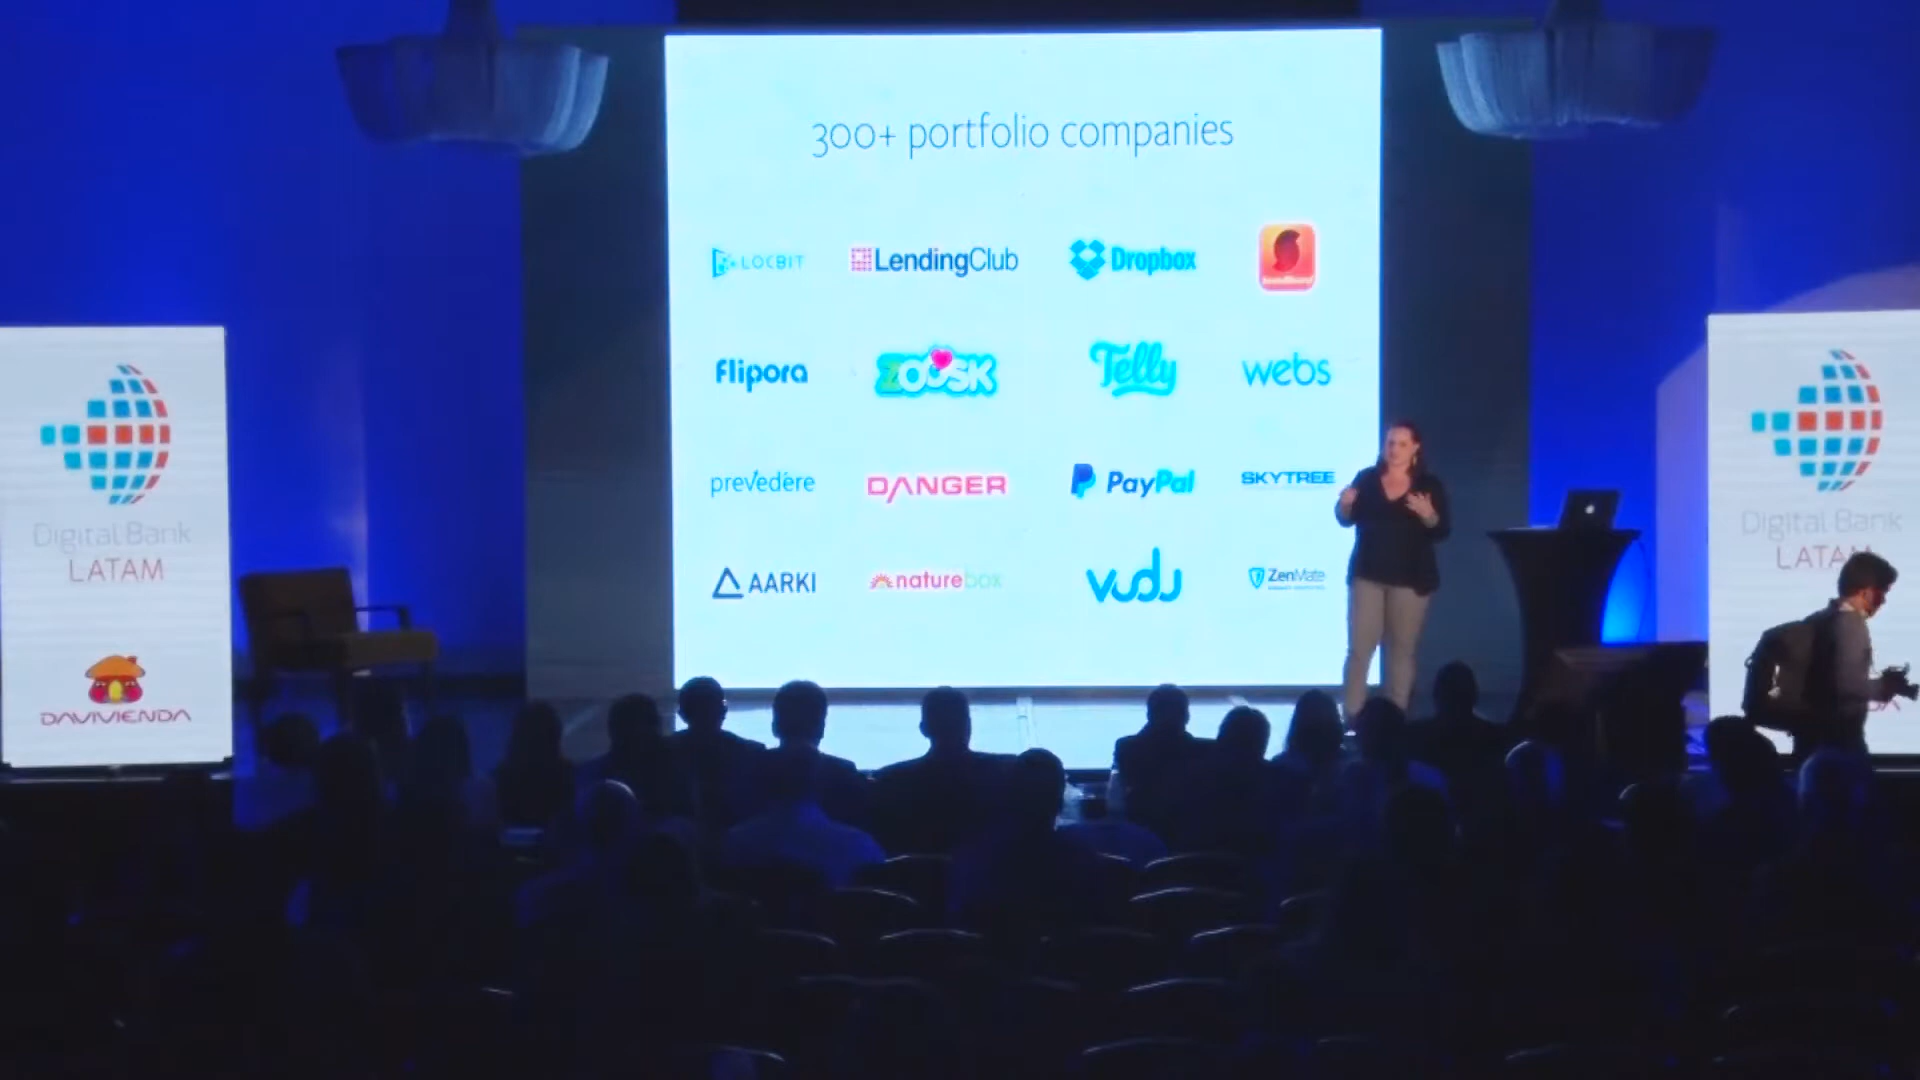 300+ portfolio companies
LOCBIT
LendingClub
Dropbox
flipora
ZOOSK
Telly
webs
prevedere
DANGER
PayPal
SKYTREE
AARKI
naturebox
vudu
ZenMate
Digital Bank
LATAM
DAVIVIENDA
Digital Bank
LATAM